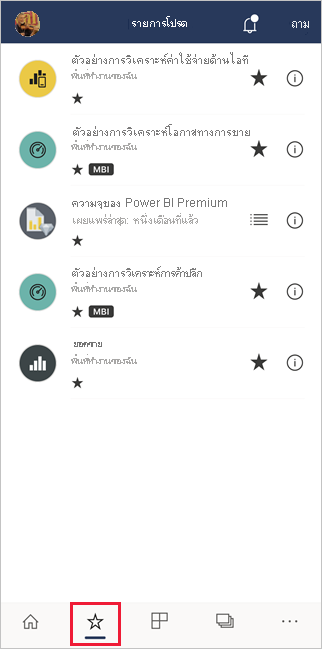 รายการโปรด
ถาม
ตัวอย่างการวิเคราะห์ค่าใช้จ่ายด้านไอที
พื้นที่ทำงานของฉัน
ตัวอย่างการวิเคราะห์โอกาสทางการขาย
พื้นที่ทำงานของฉัน
MBI
ความจุของ Power BI Premium
เผยแพร่ล่าสุด: หนึ่งเดือนที่แล้ว
ตัวอย่างการวิเคราะห์การค้าปลีก
พื้นที่ทำงานของฉัน
MBI
ยอดขาย
พื้นที่ทำงานของฉัน